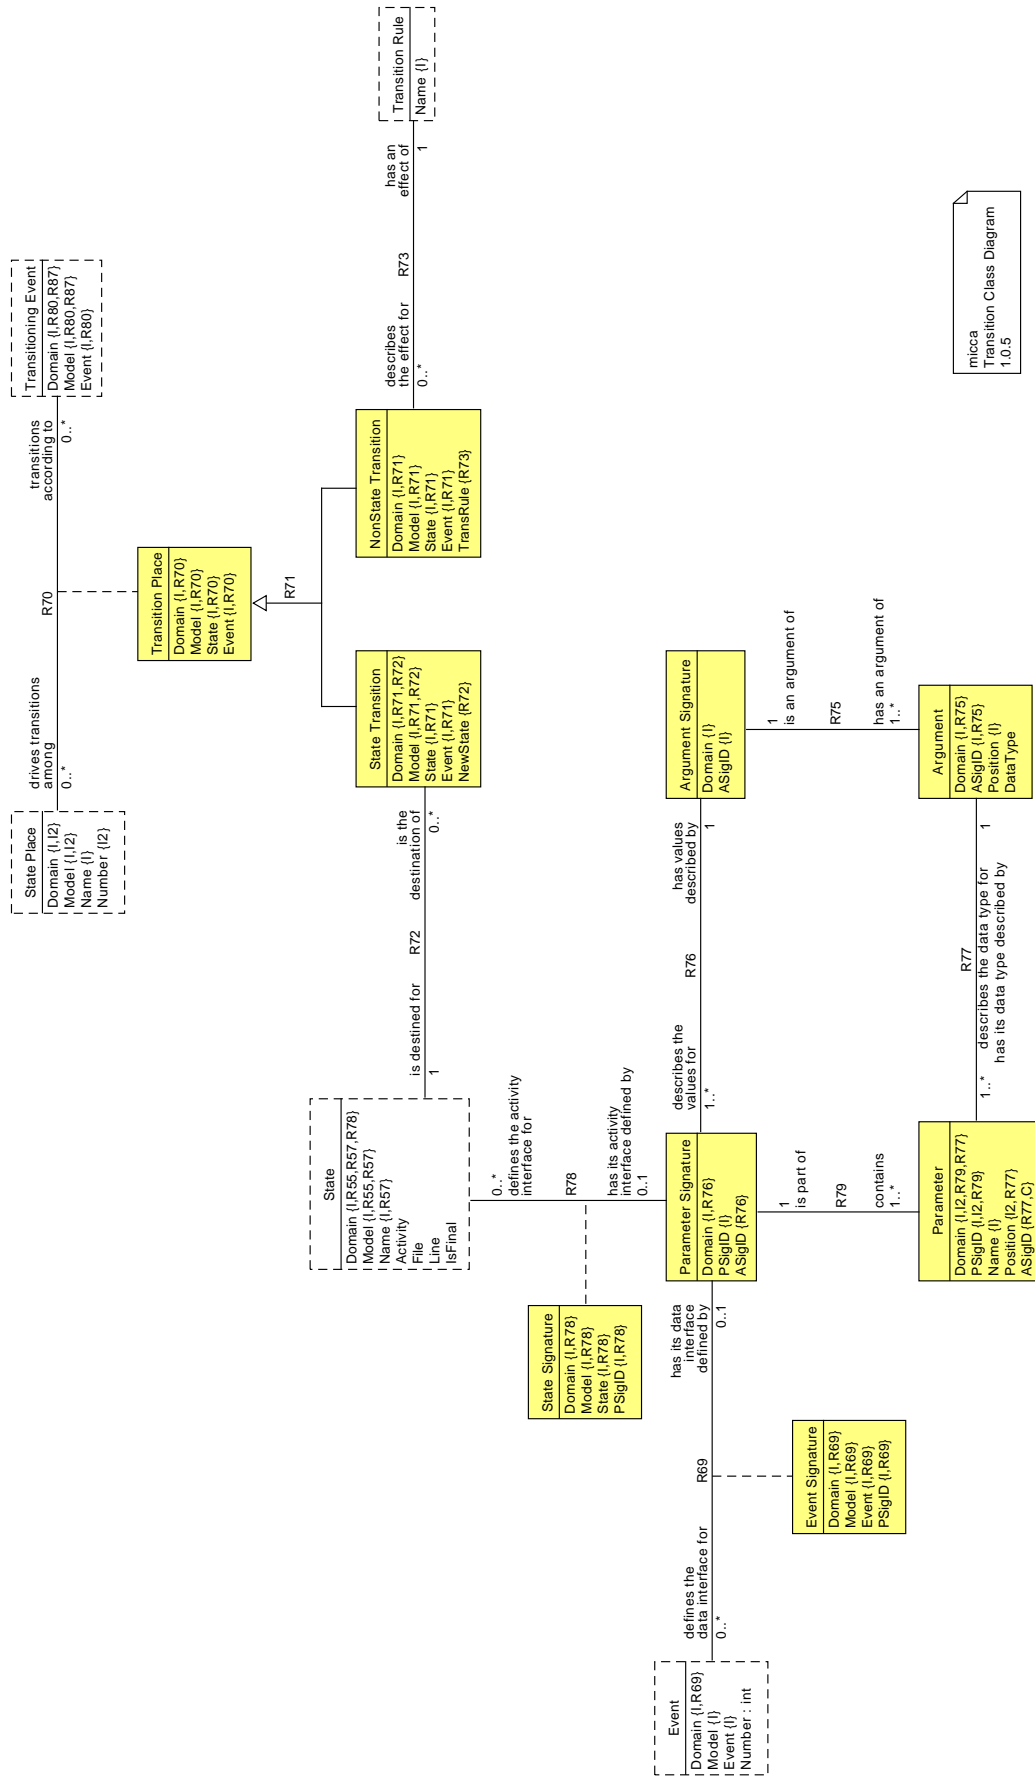 State Place
Domain {I,I2}
Model {I,I2}
Name {I}
Number {I2}
drives transitions
among
0..*
R70
transitions
according to
0..*
Transitioning Event
Domain {I,R80,R87}
Model {I,R80,R87}
Event {I,R80}
Transition Place
Domain {I,R70}
Model {I,R70}
State {I,R70}
Event {I,R70}
R71
State Transition
Domain {I,R71,R72}
Model {I,R71,R72}
State {I,R71}
Event {I,R71}
NewState {R72}
NonState Transition
Domain {I,R71}
Model {I,R71}
State {I,R71}
Event {I,R71}
TransRule {R73}
describes
the effect for
0..*
R73
has an
effect of
1
Transition Rule
Name {I}
State
Domain {I,R55,R57,R78}
Model {I,R55,R57}
Name {I,R57}
Activity
File
Line
IsFinal
is destined for
1
R72
is the
destination of
0..*
0..*
defines the activity
interface for
R78
has its activity
interface defined by
0..1
State Signature
Domain {I,R78}
Model {I,R78}
State {I,R78}
PSigID {I,R78}
Event
Domain {I,R69}
Model {I}
Event {I}
Number : int
defines the
data interface for
0..*
R69
has its data
interface
defined by
0..1
Event Signature
Domain {I,R69}
Model {I,R69}
Event {I,R69}
PSigID {I,R69}
Parameter Signature
Domain {I,R76}
PSigID {I}
ASigID {R76}
describes the
values for
1..*
R76
has values
described by
1
Argument Signature
Domain {I}
ASigID {I}
1
is part of
R79
contains
1..*
1
is an argument of
R75
has an argument of
1..*
Parameter
Domain {I,I2,R79,R77}
PSigID {I,I2,R79}
Name {I}
Position {I2,R77}
ASigID {R77,C}
1..*
R77
describes the data type for
has its data type described by
1
Argument
Domain {I,R75}
ASigID {I,R75}
Position {I}
DataType
micca
Transition Class Diagram
1.0.5